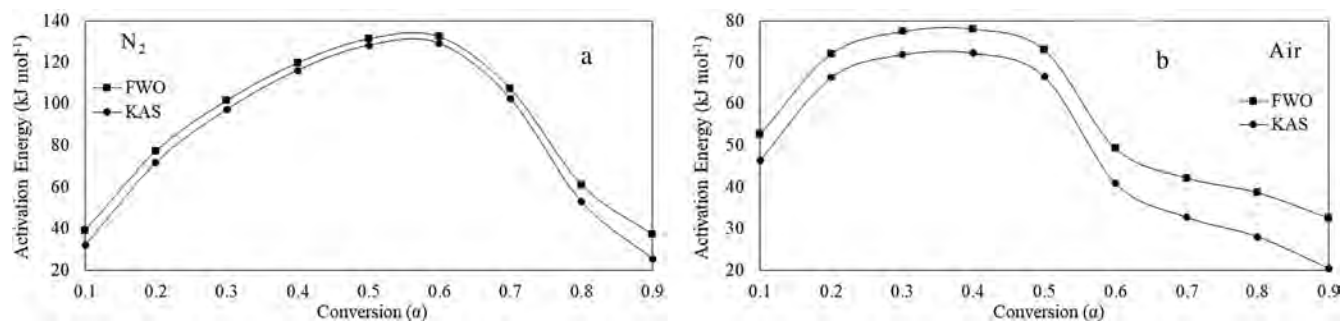 140
120
100
80
60
40
20
Activation Energy (kJ mol⁻¹)
N₂
a
FWO
KAS
0.1 0.2 0.3 0.4 0.5 0.6 0.7 0.8 0.9
Conversion (α)
80
70
60
50
40
30
20
Activation Energy (kJ mol⁻¹)
b
Air
FWO
KAS
0.1 0.2 0.3 0.4 0.5 0.6 0.7 0.8 0.9
Conversion (α)